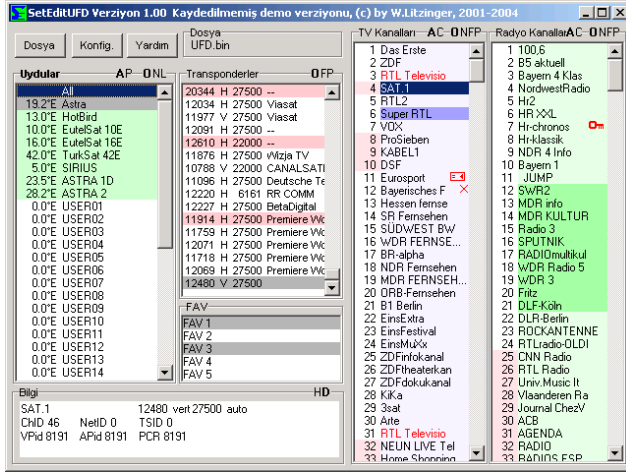 SetEditUFD Verziyon 1.00 Kaydedilmemiş demo verziyonu, (c) by W.Litzinger, 2001-2004
Dosya Konfig. Yardım
Dosya
UFD.bin
Uydular AP ONL
All
19.2°E Astra
13.0°E HotBird
10.0°E EutelSat 10E
16.0°E EutelSat 16E
42.0°E TurkSat 42E
5.0°E SIRIUS
23.5°E ASTRA 1D
28.2°E ASTRA 2
0.0°E USER01
0.0°E USER02
0.0°E USER03
0.0°E USER04
0.0°E USER05
0.0°E USER06
0.0°E USER07
0.0°E USER08
0.0°E USER09
0.0°E USER10
0.0°E USER11
0.0°E USER12
0.0°E USER13
0.0°E USER14
Transponderler OFP
20344 H 27500 --
12034 H 27500 Viasat
11977 V 27500 Viasat
12091 H 27500 --
12610 H 22000 --
11876 H 27500 Wizja TV
10788 V 22000 CANALSATI
11096 H 27500 Deutsche Te
12220 H 6161 RR COMM
12227 H 27500 BetaDigital
11914 H 27500 Premiere Wo
11759 H 27500 Premiere Wo
12071 H 27500 Premiere Wo
11718 H 27500 Premiere Wo
12069 H 27500 Premiere Wo
12480 V 27500
FAV
FAV 1
FAV 2
FAV 3
FAV 4
FAV 5
Bilgi HD
SAT.1 12480 vert 27500 auto
ChID 46 NetID 0 TSID 0
VPid 8191 APid 8191 PCR 8191
TV Kanalları AC ONFP
1 Das Erste
2 ZDF
3 RTL Televisio
4 SAT.1
5 RTL2
6 Super RTL
7 VOX
8 ProSieben
9 KABEL1
10 DSF
11 Eurosport
12 Bayerisches F
13 Hessen fernse
14 SR Fernsehen
15 SÜDWEST BW
16 WDR FERNSE...
17 BR-alpha
18 NDR Fernsehen
19 MDR FERNSEH...
20 ORB-Fernsehen
21 B1 Berlin
22 EinsExtra
23 EinsFestival
24 EinsMuXx
25 ZDFinfokanal
26 ZDFtheaterkan
27 ZDFdokukanal
28 KiKa
29 3sat
30 Arte
31 RTL Televisio
32 NEUN LIVE Tel
33 Home Shopping
Radyo Kanallar AC ONFP
1 100,6
2 B5 aktuell
3 Bayern 4 Klas
4 NordwestRadio
5 Hr2
6 HR XXL
7 Hr-chronos
8 Hr-klassik
9 NDR 4 Info
10 Bayern 1
11 JUMP
12 SWR2
13 MDR info
14 MDR KULTUR
15 Radio 3
16 SPUTNIK
17 RADIOmultikul
18 WDR Radio 5
19 WDR 3
20 Fritz
21 DLF-Köln
22 DLR-Berlin
23 ROCKANTENNE
24 RTLradio-OLDI
25 CNN Radio
26 RTL Radio
27 Univ.Music It
28 Vlaanderen Ra
29 Journal ChezV
30 ACB
31 AGENDA
32 RADIO
33 RADIOS ESP